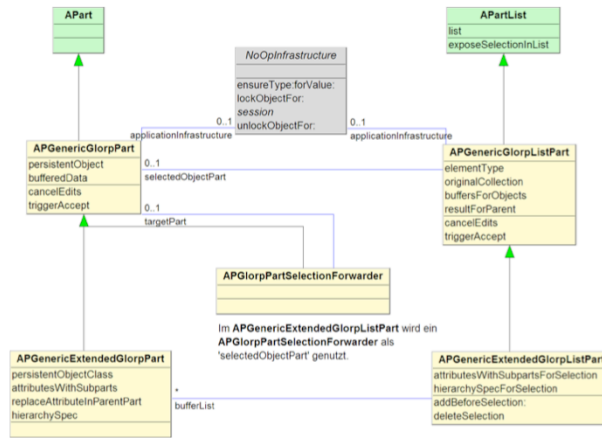 APart
APartList
list
exposeSelectionInList
NoOpInfrastructure
ensureType:forValue:
lockObjectFor:
session
unlockObjectFor:
0..1
applicationInfrastructure
0..1
applicationInfrastructure
APGenericGlorpPart
persistentObject
bufferedData
cancelEdits
triggerAccept
0..1
selectedObjectPart
0..1
targetPart
APGenericGlorpListPart
elementType
originalCollection
buffersForObjects
resultForParent
cancelEdits
triggerAccept
APGlorpPartSelectionForwarder
Im APGenericExtendedGlorpListPart wird ein
APGlorpPartSelectionForwarder als
'selectedObjectPart' genutzt.
APGenericExtendedGlorpPart
persistentObjectClass
attributesWithSubparts
replaceAttributeInParentPart
hierarchySpec
*
bufferList
APGenericExtendedGlorpListPart
attributesWithSubpartsForSelection
hierarchySpecForSelection
addBeforeSelection:
deleteSelection